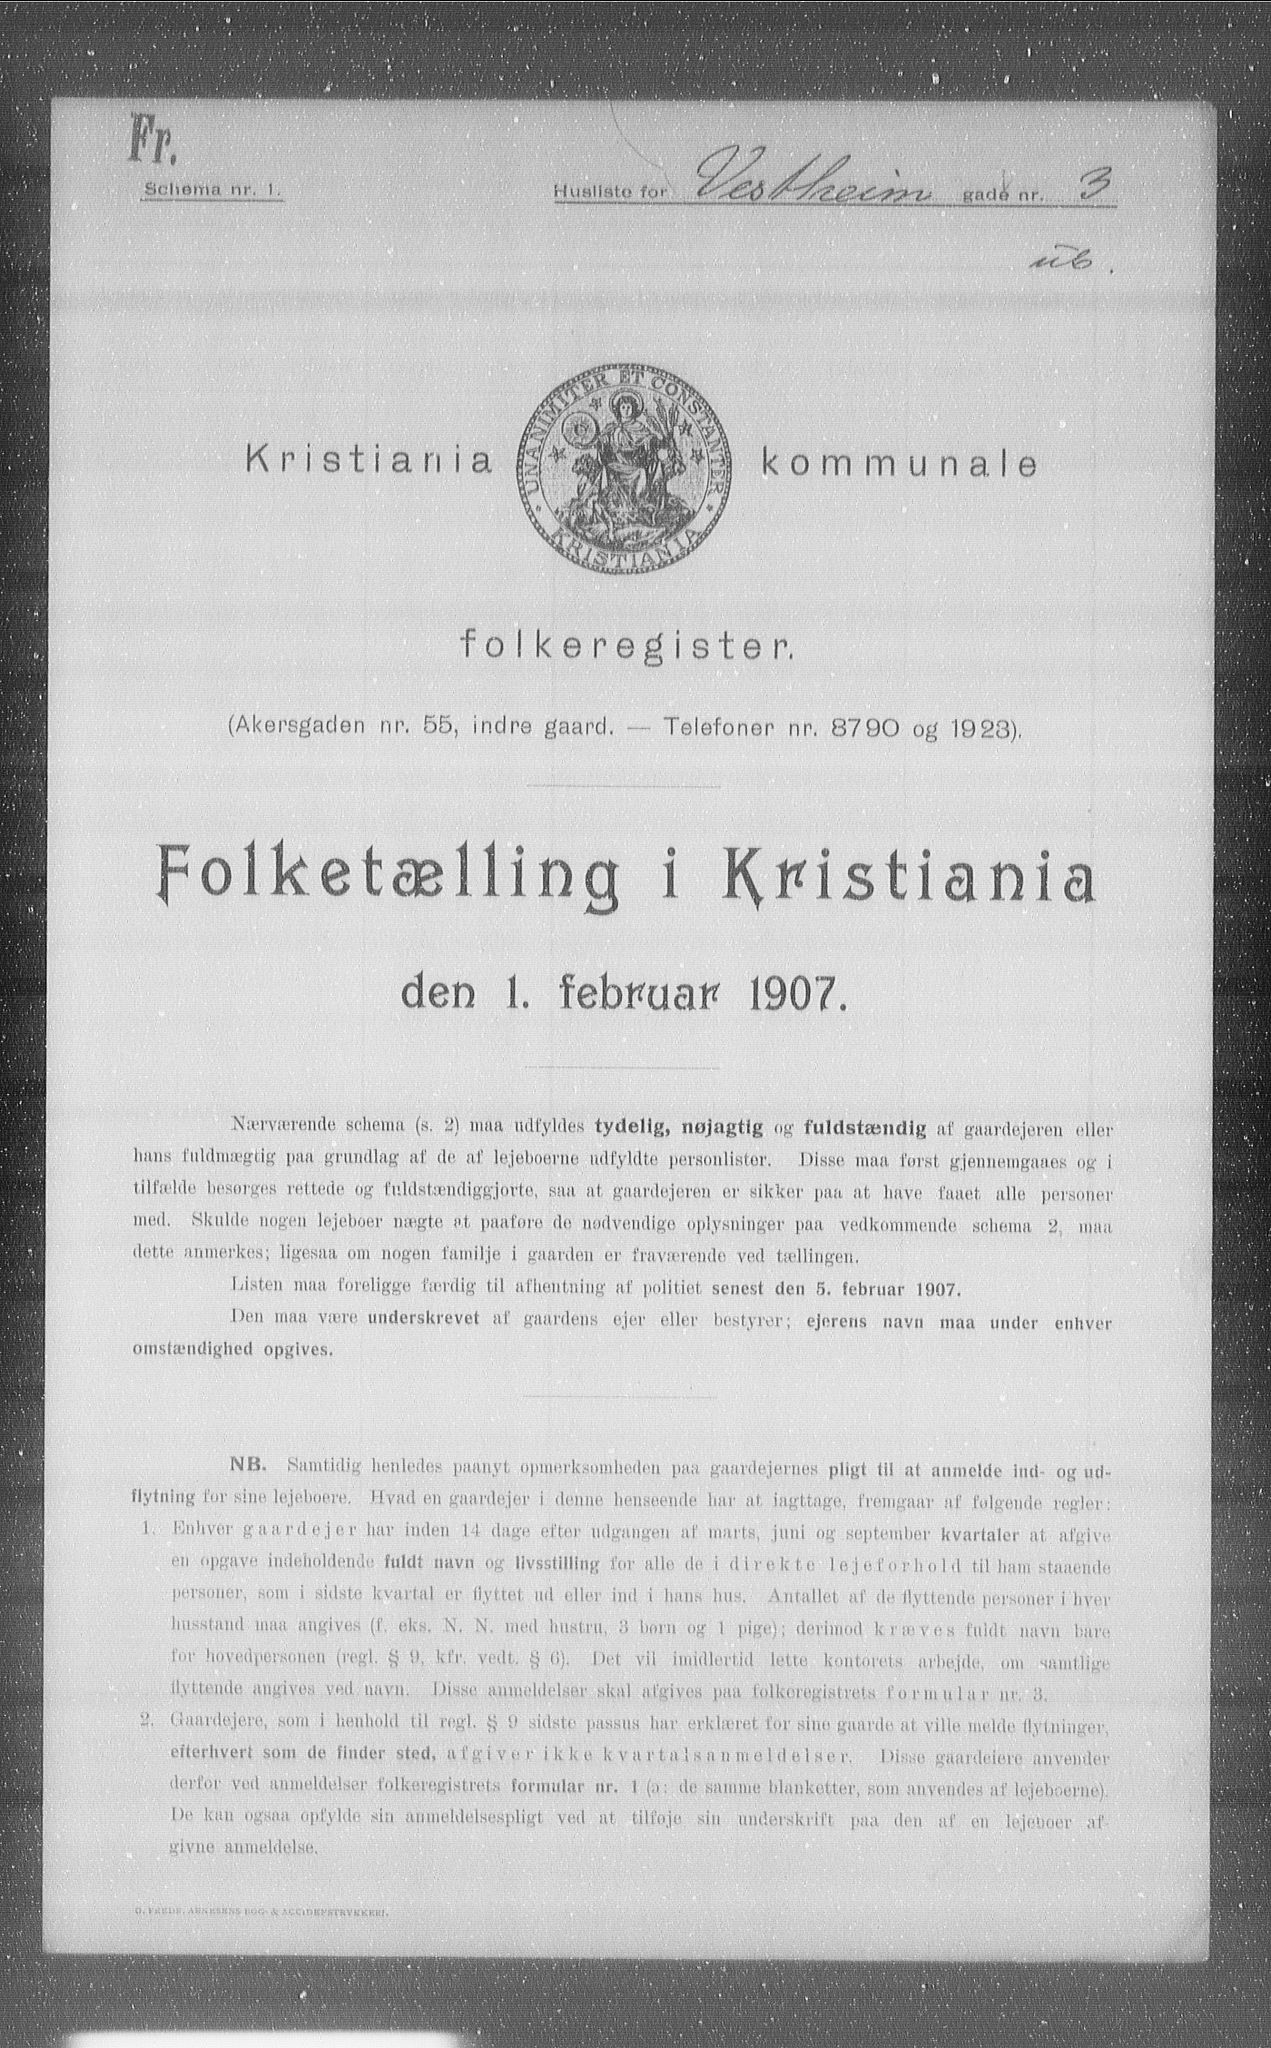 Fr.
Schema nr. 1.
Husliste for Vestheim gade nr. 3
ub.
UNANIMITER ET CONSTANTER
KRISTIANIA
Kristiania kommunale
folkeregister.
(Akersgaden nr. 55, indre gaard. — Telefoner nr. 8790 og 1923).
Folketælling i Kristiania
den 1. februar 1907.
Nærværende schema (s. 2) maa udfyldes tydelig, nøjagtig og fuldstændig af gaardejeren eller
hans fuldmægtig paa grundlag af de af lejeboerne udfyldte personlister. Disse maa først gjennemgaaes og i
tilfælde besørges rettede og fuldstændiggjorte, saa at gaardejeren er sikker paa at have faaet alle personer
med. Skulde nogen lejeboer nægte at paaføre de nødvendige oplysninger paa vedkommende schema 2, maa
dette anmerkes; ligesaa om nogen familje i gaarden er fraværende ved tællingen.
Listen maa foreligge færdig til afhentning af politiet senest den 5. februar 1907.
Den maa være underskrevet af gaardens ejer eller bestyrer; ejerens navn maa under enhver
omstændighed opgives.
NB. Samtidig henledes paanyt opmerksomheden paa gaardejernes pligt til at anmelde ind- og ud-
flytning for sine lejeboere. Hvad en gaardejer i denne henseende har at iagttage, fremgaar af følgende regler:
1. Enhver gaardejer har inden 14 dage efter udgangen af marts, juni og september kvartaler at afgive
en opgave indeholdende fuldt navn og livsstilling for alle de i direkte lejeforhold til ham staaende
personer, som i sidste kvartal er flyttet ud eller ind i hans hus. Antallet af de flyttende personer i hver
husstand maa angives (f. eks. N. N. med hustru, 3 børn og 1 pige); derimod kræves fuldt navn bare
for hovedpersonen (regl. § 9, kfr. vedt. § 6). Det vil imidlertid lette kontorets arbejde, om samtlige
flyttende angives ved navn. Disse anmeldelser skal afgives paa folkeregistrets formular nr. 3.
2. Gaardejere, som i henhold til regl. § 9 sidste passus har erklæret for sine gaarde at ville melde flytninger,
efterhvert som de finder sted, afgiver ikke kvartalsanmeldelser. Disse gaardeiere anvender
derfor ved anmeldelser folkeregistrets formular nr. 1 (ɔ: de samme blanketter, som anvendes af lejeboerne).
De kan ogsaa opfylde sin anmeldelsespligt ved at tilføje sin underskrift paa den af en lejeboer af-
givne anmeldelse.
O. FREDR. ARNESENS BOG- & ACCIDENSTRYKKERI.